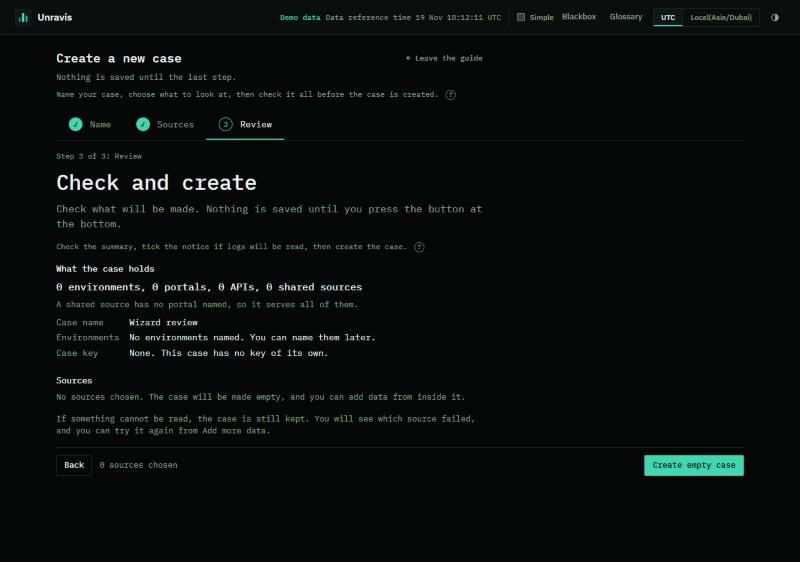 Unravis
Demo data Data reference time 19 Nov 18:12:11 UTC
Simple
Blackbox
Glossary
UTC
Local(Asia/Dubai)
Create a new case
← Leave the guide
Nothing is saved until the last step.
Name your case, choose what to look at, then check it all before the case is created. ?
✓ Name
✓ Sources
3 Review
Step 3 of 3: Review
Check and create
Check what will be made. Nothing is saved until you press the button at
the bottom.
Check the summary, tick the notice if logs will be read, then create the case. ?
What the case holds
0 environments, 0 portals, 0 APIs, 0 shared sources
A shared source has no portal named, so it serves all of them.
Case name Wizard review
Environments No environments named. You can name them later.
Case key None. This case has no key of its own.
Sources
No sources chosen. The case will be made empty, and you can add data from inside it.
If something cannot be read, the case is still kept. You will see which source failed,
and you can try it again from Add more data.
Back
0 sources chosen
Create empty case